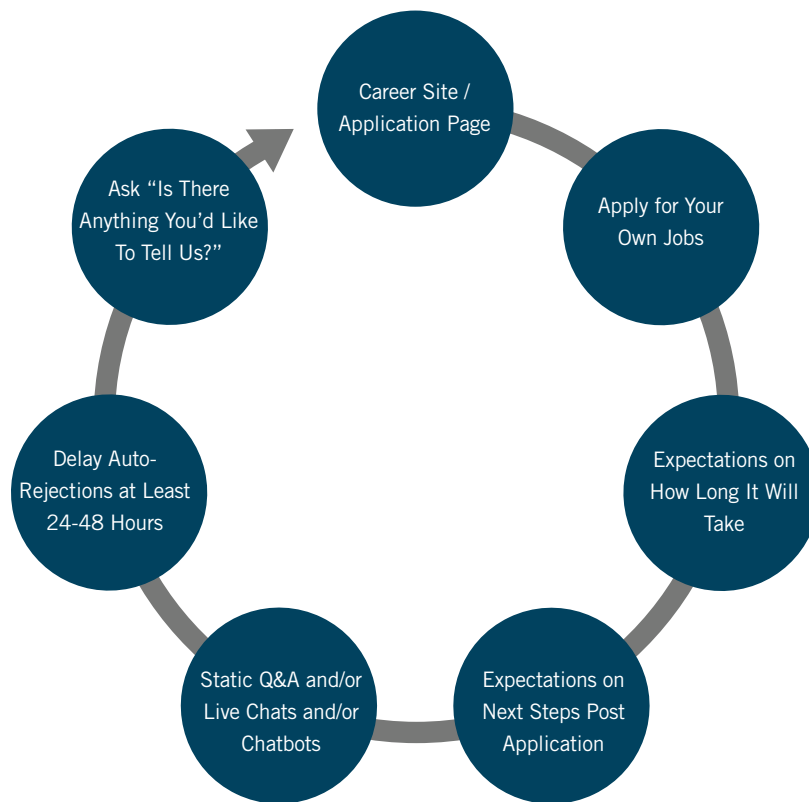 Career Site /
Application Page
Apply for Your
Own Jobs
Expectations on
How Long It Will
Take
Expectations on
Next Steps Post
Application
Static Q&A and/or
Live Chats and/or
Chatbots
Delay Auto-
Rejections at Least
24-48 Hours
Ask “Is There
Anything You’d Like
To Tell Us?”